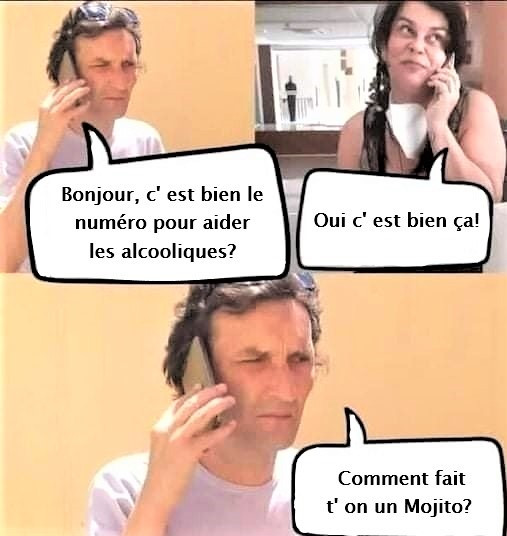 Bonjour, c' est bien le
numéro pour aider
les alcooliques?
Oui c' est bien ça!
Comment fait
t' on un Mojito?